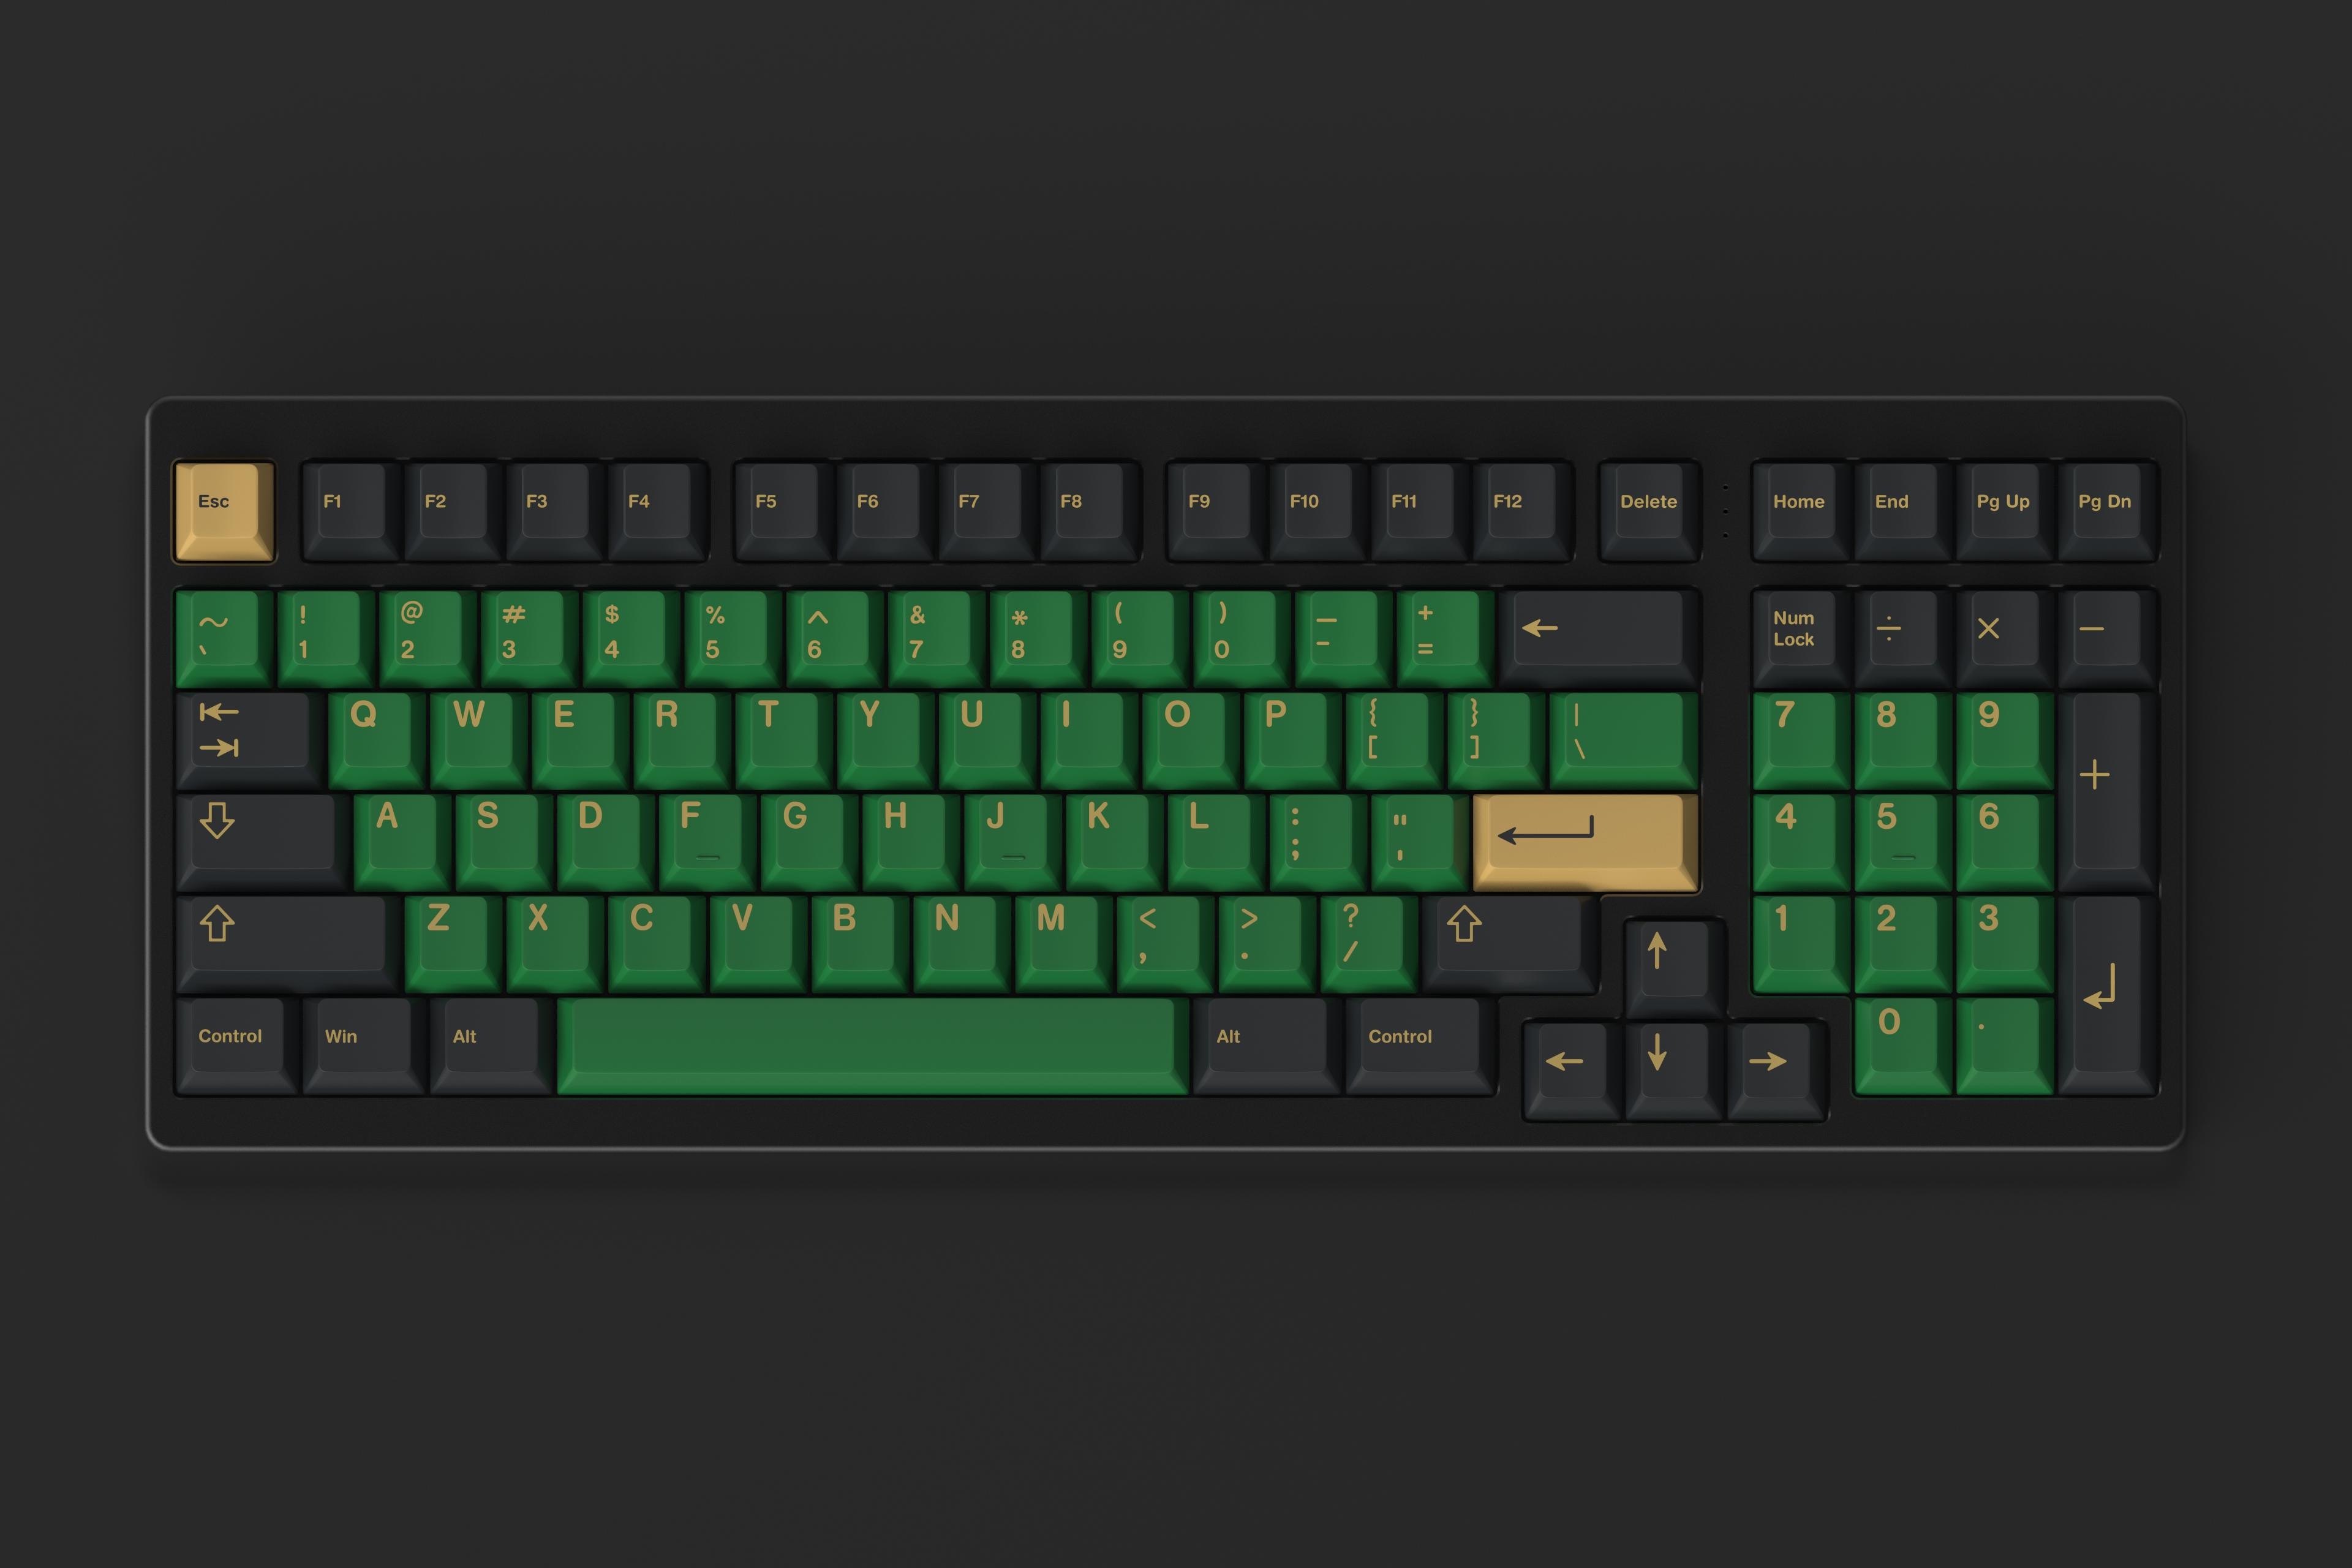 Esc F1 F2 F3 F4 F5 F6 F7 F8 F9 F10 F11 F12 Delete Home End Pg Up Pg Dn
~ ! @ # $ % ^ & * ( ) _ + Num
` 1 2 3 4 5 6 7 8 9 0 - = ← Lock ÷ × −
⇤ Q W E R T Y U I O P { } | 7 8 9
⇥ [ ] \ +
⇩ A S D F G H J K L : " ↵ 4 5 6
; '
⇧ Z X C V B N M < > ? ⇧ ↑ 1 2 3
, . / ↵
Control Win Alt Alt Control ← ↓ → 0 .